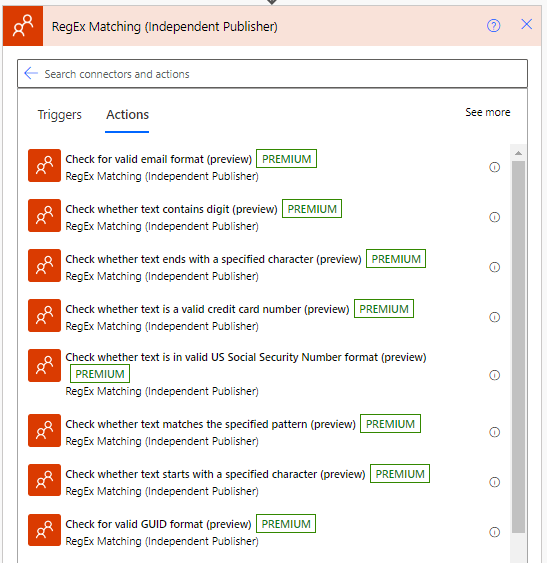 RegEx Matching (Independent Publisher)
Search connectors and actions
Triggers Actions See more
Check for valid email format (preview) PREMIUM
RegEx Matching (Independent Publisher)
Check whether text contains digit (preview) PREMIUM
RegEx Matching (Independent Publisher)
Check whether text ends with a specified character (preview) PREMIUM
RegEx Matching (Independent Publisher)
Check whether text is a valid credit card number (preview) PREMIUM
RegEx Matching (Independent Publisher)
Check whether text is in valid US Social Security Number format (preview)
PREMIUM
RegEx Matching (Independent Publisher)
Check whether text matches the specified pattern (preview) PREMIUM
RegEx Matching (Independent Publisher)
Check whether text starts with a specified character (preview) PREMIUM
RegEx Matching (Independent Publisher)
Check for valid GUID format (preview) PREMIUM
RegEx Matching (Independent Publisher)